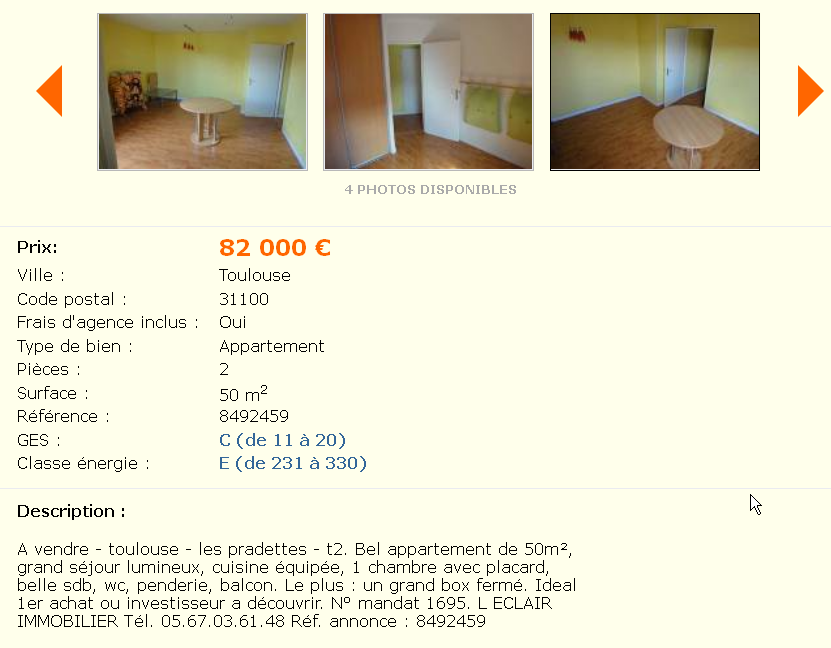 4 PHOTOS DISPONIBLES
Prix: 82 000 €
Ville : Toulouse
Code postal : 31100
Frais d'agence inclus : Oui
Type de bien : Appartement
Pièces : 2
Surface : 50 m²
Référence : 8492459
GES : C (de 11 à 20)
Classe énergie : E (de 231 à 330)
Description :
A vendre - toulouse - les pradettes - t2. Bel appartement de 50m²,
grand séjour lumineux, cuisine équipée, 1 chambre avec placard,
belle sdb, wc, penderie, balcon. Le plus : un grand box fermé. Ideal
1er achat ou investisseur a découvrir. N° mandat 1695. L ECLAIR
IMMOBILIER Tél. 05.67.03.61.48 Réf. annonce : 8492459